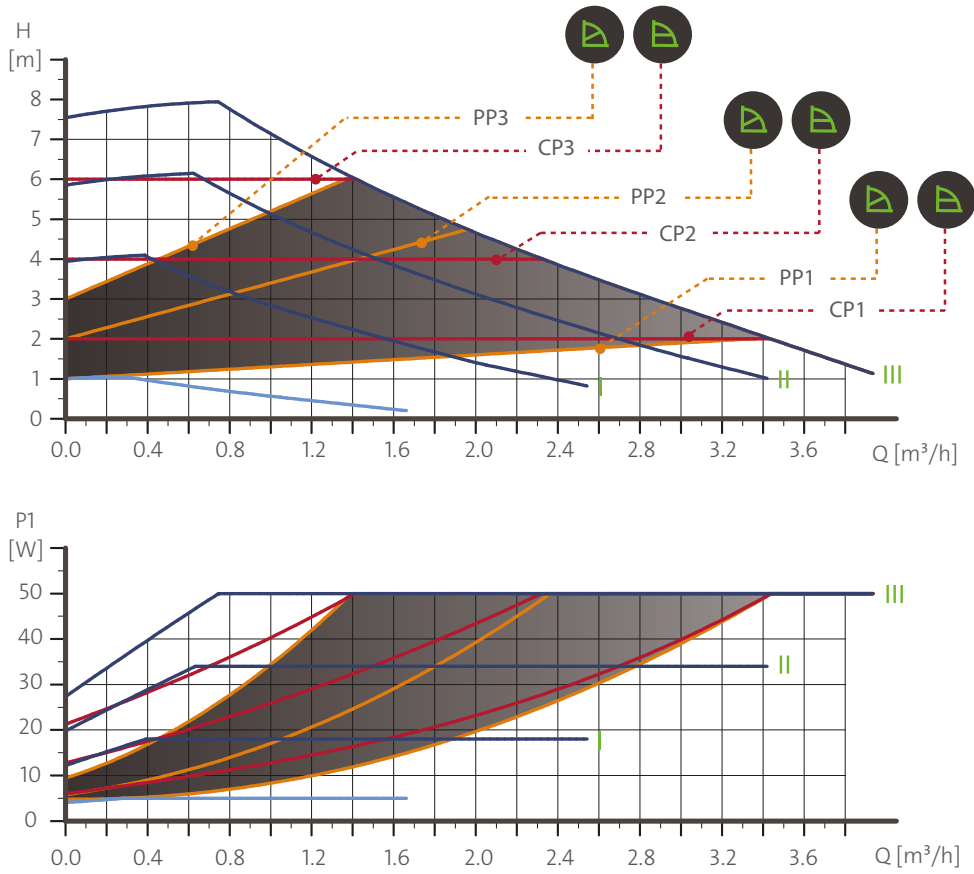 H
[m]
8
7
6
5
4
3
2
1
0
PP3
CP3
PP2
CP2
PP1
CP1
I
II
III
0.0 0.4 0.8 1.2 1.6 2.0 2.4 2.8 3.2 3.6 Q [m³/h]
P1
[W]
50
40
30
20
10
0
III
II
I
0.0 0.4 0.8 1.2 1.6 2.0 2.4 2.8 3.2 3.6 Q [m³/h]